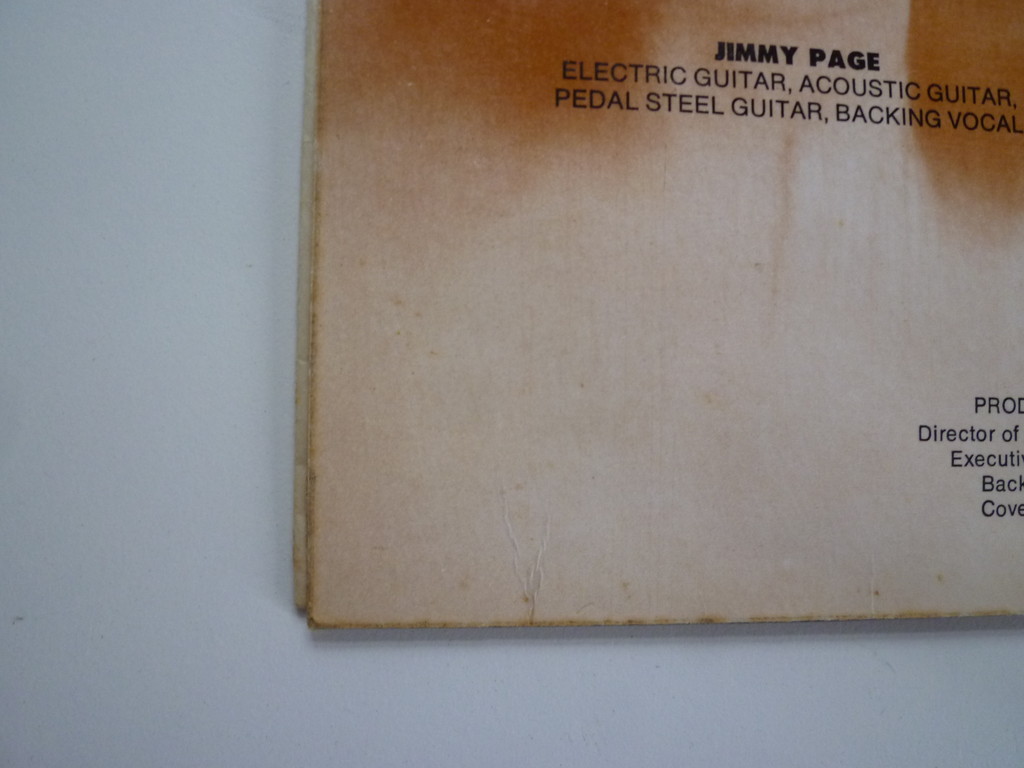 JIMMY PAGE
ELECTRIC GUITAR, ACOUSTIC GUITAR,
PEDAL STEEL GUITAR, BACKING VOCAL
PROD
Director of
Executiv
Back
Cove